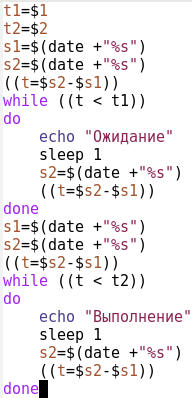 t1=$1
t2=$2
s1=$(date +"%s")
s2=$(date +"%s")
((t=$s2-$s1))
while ((t < t1))
do
    echo "Ожидание"
    sleep 1
    s2=$(date +"%s")
    ((t=$s2-$s1))
done
s1=$(date +"%s")
s2=$(date +"%s")
((t=$s2-$s1))
while ((t < t2))
do
    echo "Выполнение"
    sleep 1
    s2=$(date +"%s")
    ((t=$s2-$s1))
done